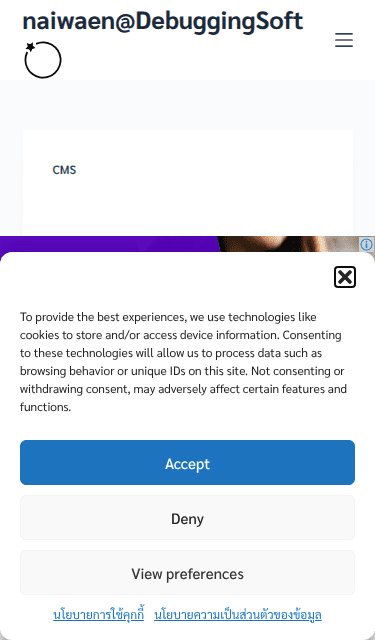 naiwaen@DebuggingSoft
CMS
To provide the best experiences, we use technologies like
cookies to store and/or access device information. Consenting
to these technologies will allow us to process data such as
browsing behavior or unique IDs on this site. Not consenting or
withdrawing consent, may adversely affect certain features and
functions.
Accept
Deny
View preferences
นโยบายการใช้คุกกี้ นโยบายความเป็นส่วนตัวของข้อมูล